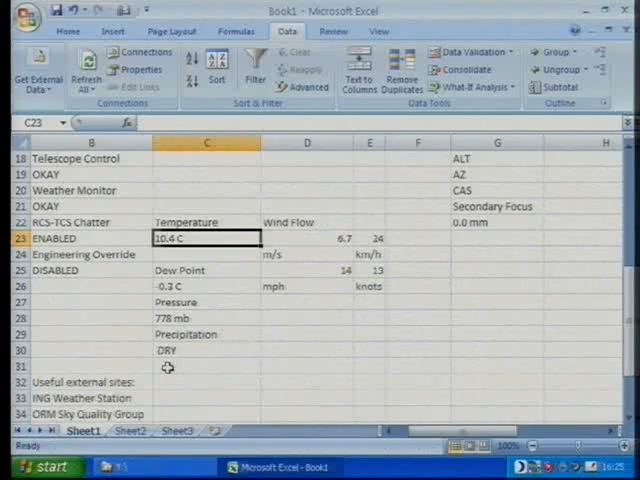 Book1 - Microsoft Excel
Home Insert Page Layout Formulas Data Review View
Get External Data
Refresh All
Connections
Properties
Edit Links
Connections
Sort
Filter
Clear
Reapply
Advanced
Sort & Filter
Text to Columns
Remove Duplicates
Data Validation
Consolidate
What-If Analysis
Data Tools
Group
Ungroup
Subtotal
Outline
C23 fx
B C D E F G H
18 Telescope Control ALT
19 OKAY AZ
20 Weather Monitor CAS
21 OKAY Secondary Focus
22 RCS-TCS Chatter Temperature Wind Flow 0.0 mm
23 ENABLED 10.4 C 6.7 24
24 Engineering Override m/s km/h
25 DISABLED Dew Point 14 13
26 -0.3 C mph knots
27 Pressure
28 778 mb
29 Precipitation
30 DRY
31
32 Useful external sites:
33 ING Weather Station
34 ORM Sky Quality Group
Sheet1 Sheet2 Sheet3
Ready 100%
start Microsoft Excel - Book1 16:25